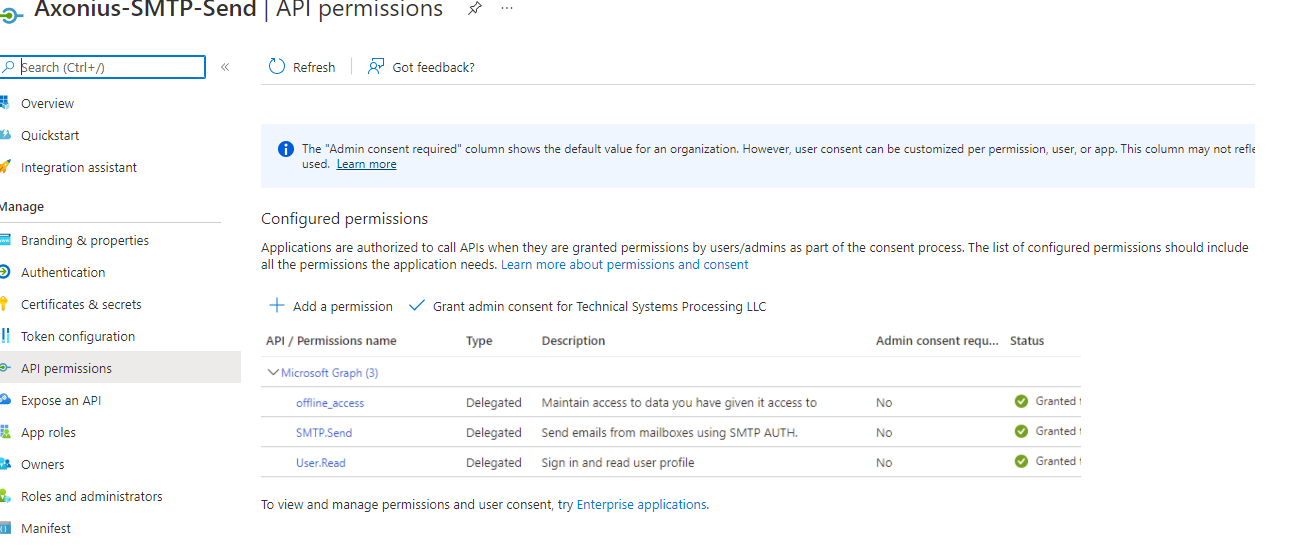 Axonius-SMTP-Send | API permissions
Search (Ctrl+/)
Refresh
Got feedback?
Overview
Quickstart
Integration assistant
Manage
Branding & properties
Authentication
Certificates & secrets
Token configuration
API permissions
Expose an API
App roles
Owners
Roles and administrators
Manifest
The "Admin consent required" column shows the default value for an organization. However, user consent can be customized per permission, user, or app. This column may not
used. Learn more
Configured permissions
Applications are authorized to call APIs when they are granted permissions by users/admins as part of the consent process. The list of configured permissions should include
all the permissions the application needs. Learn more about permissions and consent
Add a permission
Grant admin consent for Technical Systems Processing LLC
API / Permissions name Type Description Admin consent requ... Status
Microsoft Graph (3)
offline_access Delegated Maintain access to data you have given it access to No Granted
SMTP.Send Delegated Send emails from mailboxes using SMTP AUTH. No Granted
User.Read Delegated Sign in and read user profile No Granted
To view and manage permissions and user consent, try Enterprise applications.